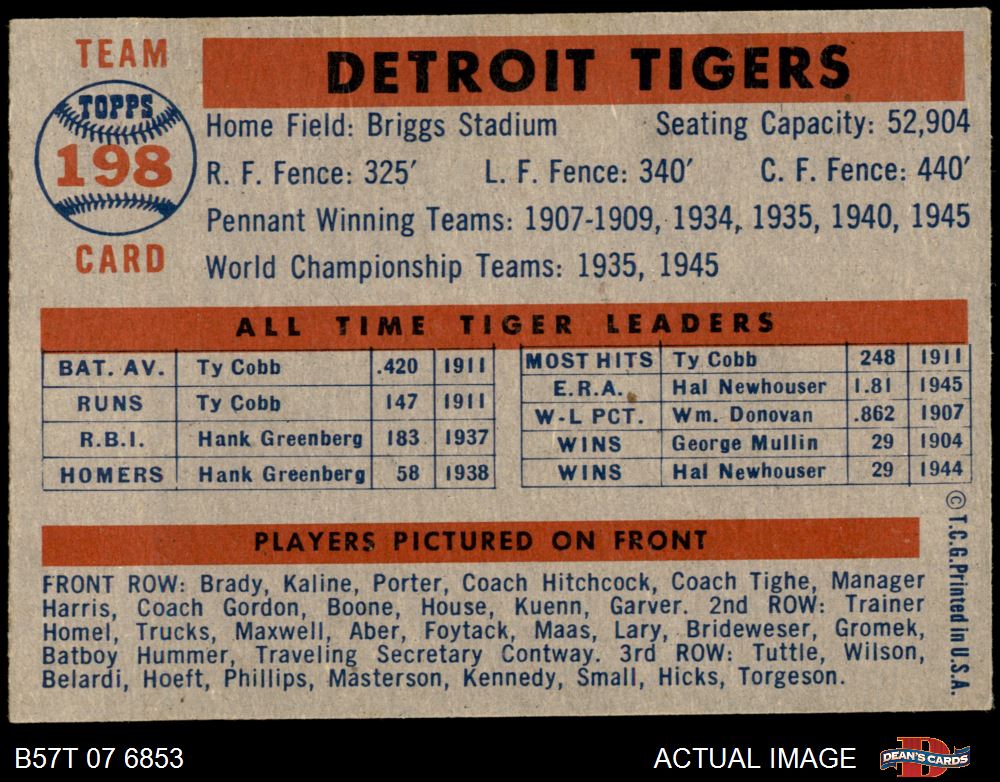 TEAM
TOPPS
198
CARD
DETROIT TIGERS
Home Field: Briggs Stadium Seating Capacity: 52,904
R. F. Fence: 325′ L. F. Fence: 340′ C. F. Fence: 440′
Pennant Winning Teams: 1907-1909, 1934, 1935, 1940, 1945
World Championship Teams: 1935, 1945
ALL TIME TIGER LEADERS
BAT. AV. Ty Cobb .420 1911
RUNS Ty Cobb 147 1911
R.B.I. Hank Greenberg 183 1937
HOMERS Hank Greenberg 58 1938
MOST HITS Ty Cobb 248 1911
E.R.A. Hal Newhouser 1.81 1945
W-L PCT. Wm. Donovan .862 1907
WINS George Mullin 29 1904
WINS Hal Newhouser 29 1944
PLAYERS PICTURED ON FRONT
FRONT ROW: Brady, Kaline, Porter, Coach Hitchcock, Coach Tighe, Manager
Harris, Coach Gordon, Boone, House, Kuenn, Garver. 2nd ROW: Trainer
Homel, Trucks, Maxwell, Aber, Foytack, Maas, Lary, Brideweser, Gromek,
Batboy Hummer, Traveling Secretary Contway. 3rd ROW: Tuttle, Wilson,
Belardi, Hoeft, Phillips, Masterson, Kennedy, Small, Hicks, Torgeson.
© T.C.G. Printed in U.S.A.
B57T 07 6853 ACTUAL IMAGE
DEAN'S CARDS